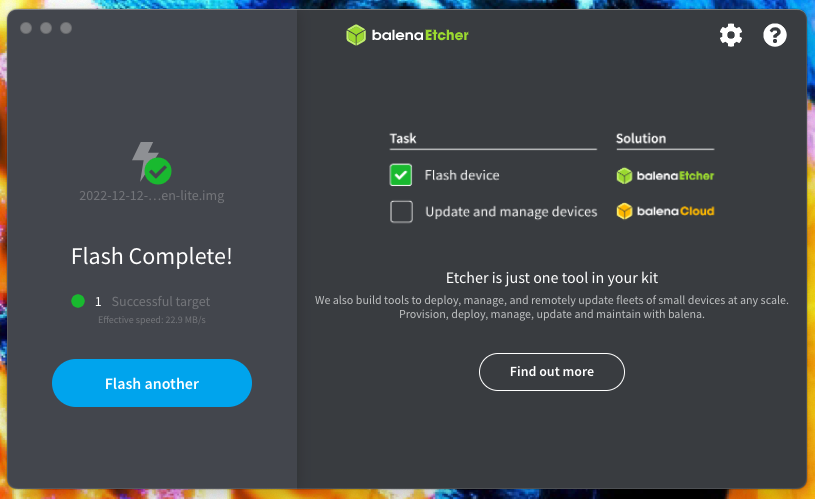 balenaEtcher
2022-12-12-...en-lite.img
Flash Complete!
1 Successful target
Effective speed: 22.9 MB/s
Flash another
Task Solution
Flash device balenaEtcher
Update and manage devices balenaCloud
Etcher is just one tool in your kit
We also build tools to deploy, manage, and remotely update fleets of small devices at any scale.
Provision, deploy, manage, update and maintain with balena.
Find out more